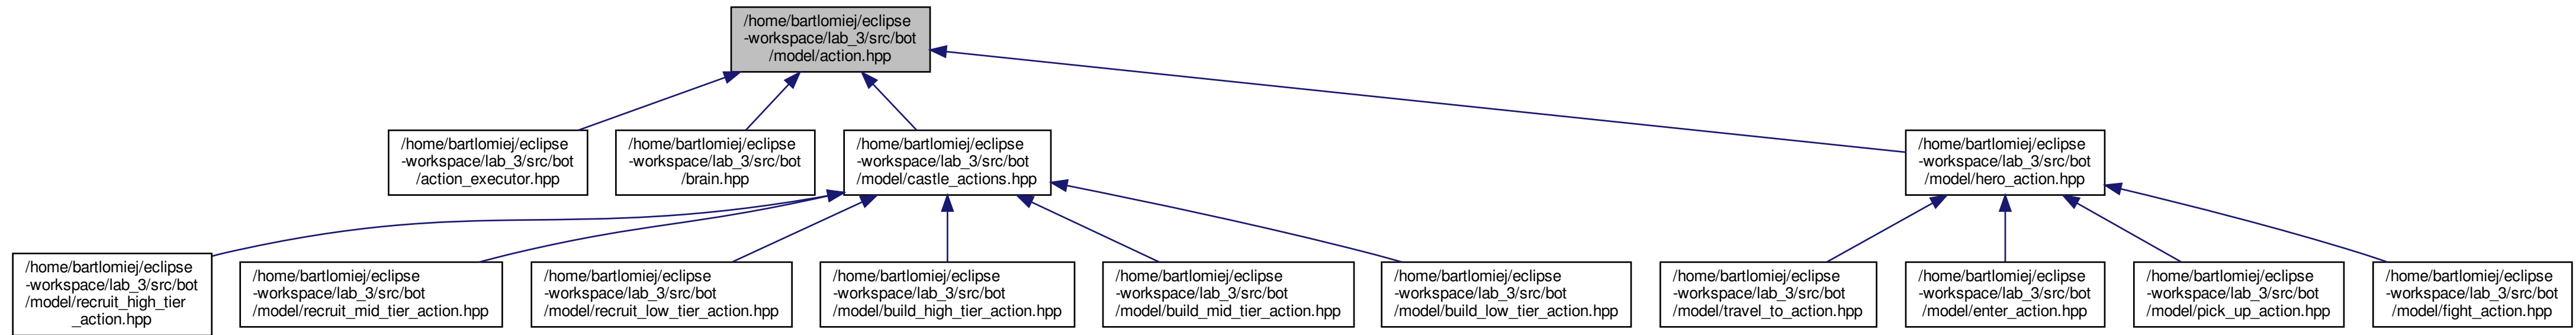 /home/bartlomiej/eclipse
-workspace/lab_3/src/bot
/model/action.hpp
/home/bartlomiej/eclipse
-workspace/lab_3/src/bot
/action_executor.hpp
/home/bartlomiej/eclipse
-workspace/lab_3/src/bot
/brain.hpp
/home/bartlomiej/eclipse
-workspace/lab_3/src/bot
/model/castle_actions.hpp
/home/bartlomiej/eclipse
-workspace/lab_3/src/bot
/model/hero_action.hpp
/home/bartlomiej/eclipse
-workspace/lab_3/src/bot
/model/recruit_high_tier
_action.hpp
/home/bartlomiej/eclipse
-workspace/lab_3/src/bot
/model/recruit_mid_tier_action.hpp
/home/bartlomiej/eclipse
-workspace/lab_3/src/bot
/model/recruit_low_tier_action.hpp
/home/bartlomiej/eclipse
-workspace/lab_3/src/bot
/model/build_high_tier_action.hpp
/home/bartlomiej/eclipse
-workspace/lab_3/src/bot
/model/build_mid_tier_action.hpp
/home/bartlomiej/eclipse
-workspace/lab_3/src/bot
/model/build_low_tier_action.hpp
/home/bartlomiej/eclipse
-workspace/lab_3/src/bot
/model/travel_to_action.hpp
/home/bartlomiej/eclipse
-workspace/lab_3/src/bot
/model/enter_action.hpp
/home/bartlomiej/eclipse
-workspace/lab_3/src/bot
/model/pick_up_action.hpp
/home/bartlomiej/eclipse
-workspace/lab_3/src/bot
/model/fight_action.hpp